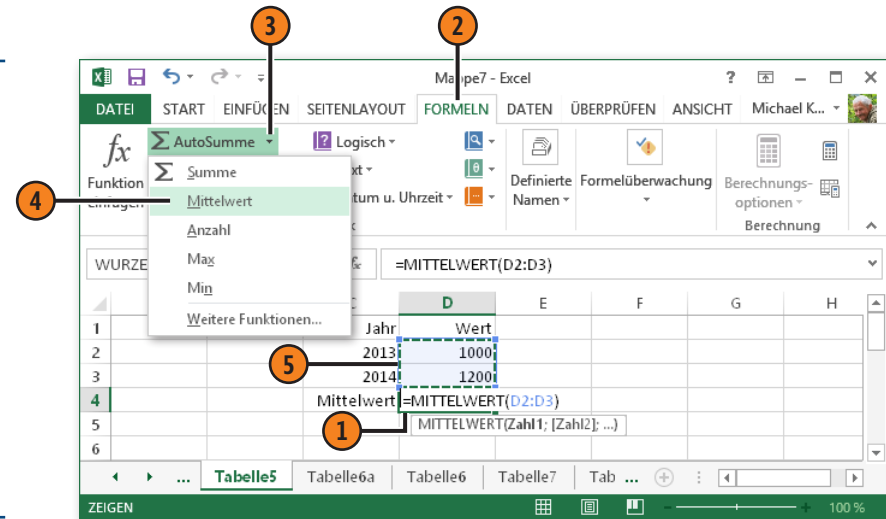 3
2
Mappe7 - Excel
?
DATEI START EINFÜGEN SEITENLAYOUT FORMELN DATEN ÜBERPRÜFEN ANSICHT Michael K...
fx
Σ AutoSumme
? Logisch
θ
Funktion
Definierte Namen
Formelüberwachung
Berechnungs-
optionen
u. Uhrzeit
Berechnung
4
Σ Summe
Mittelwert
Anzahl
Max
Min
Weitere Funktionen...
WURZE
fx
=MITTELWERT(D2:D3)
D E F G H
1 Jahr Wert
2 2013 1000
5
3 2014 1200
4 Mittelwert =MITTELWERT(D2:D3)
1
5 MITTELWERT(Zahl1; [Zahl2]; ...)
6
... Tabelle5 Tabelle6a Tabelle6 Tabelle7 Tab ...
ZEIGEN
100 %